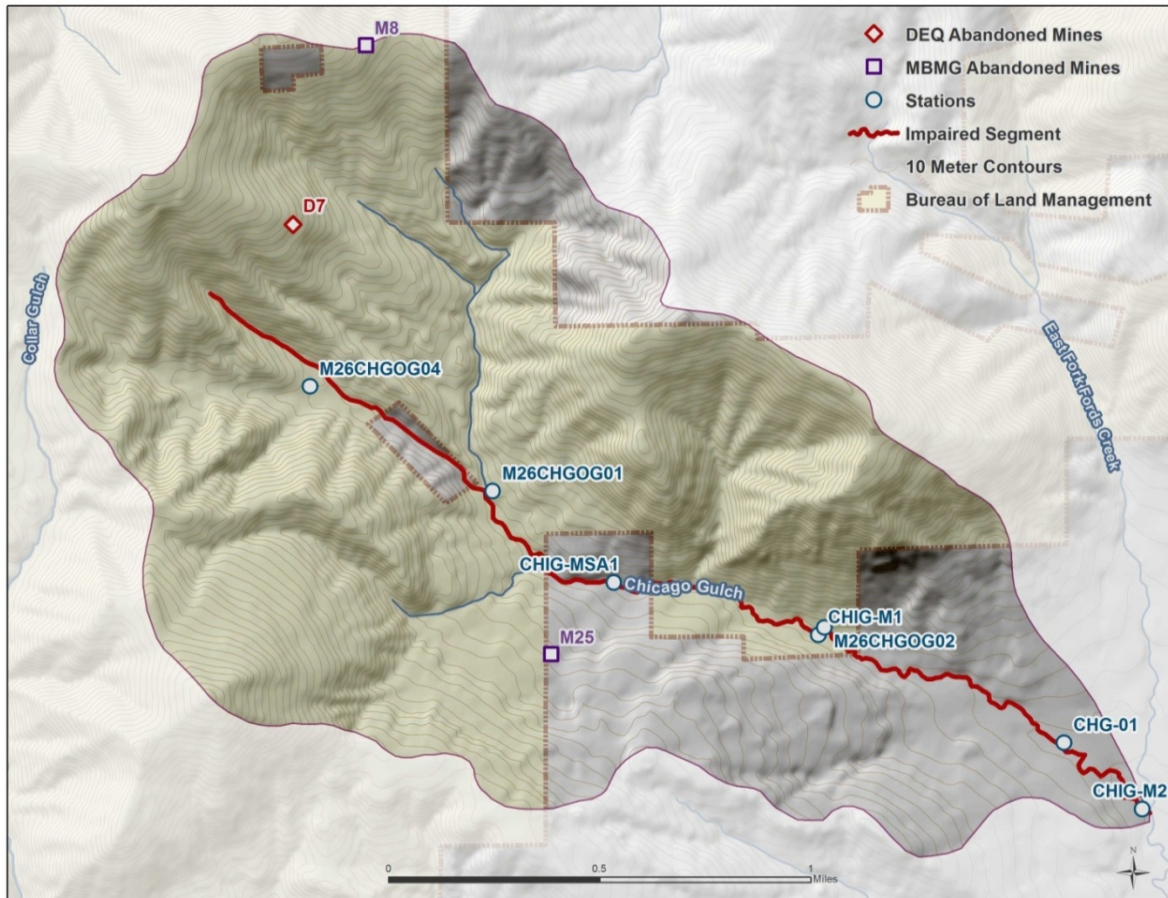 M8
DEQ Abandoned Mines
MBMG Abandoned Mines
Stations
Impaired Segment
10 Meter Contours
Bureau of Land Management
D7
Collar Gulch
East Fork Fords Creek
M26CHGOG04
M26CHGOG01
CHIG-MSA1
Chicago Gulch
CHIG-M1
M26CHGOG02
M25
CHG-01
CHIG-M2
N
0 0.5 1
Miles